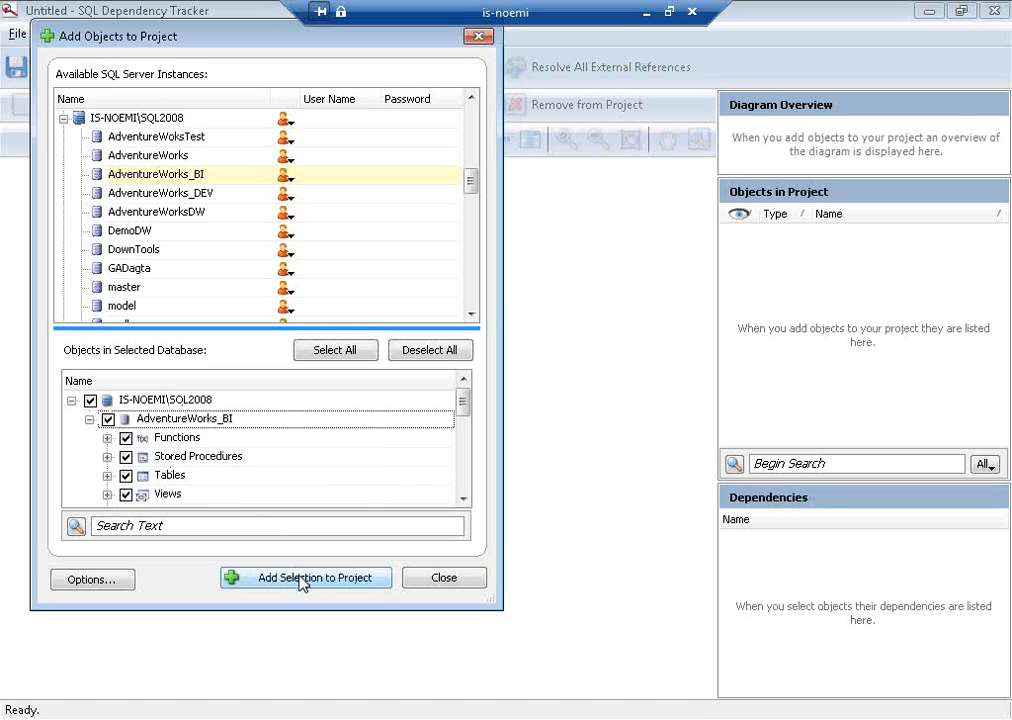 Untitled - SQL Dependency Tracker
is-noemi
File
Add Objects to Project
Resolve All External References
Remove from Project
Available SQL Server Instances:
Name
User Name
Password
IS-NOEMI\SQL2008
AdventureWoksTest
AdventureWorks
AdventureWorks_BI
AdventureWorks_DEV
AdventureWorksDW
DemoDW
DownTools
GADagta
master
model
Objects in Selected Database:
Select All
Deselect All
Name
IS-NOEMI\SQL2008
AdventureWorks_BI
f(x) Functions
Stored Procedures
Tables
Views
Search Text
Options...
Add Selection to Project
Close
Diagram Overview
When you add objects to your project an overview of
the diagram is displayed here.
Objects in Project
Type / Name /
When you add objects to your project they are listed
here.
Begin Search
All
Dependencies
Name
When you select objects their dependencies are listed
here.
Ready.